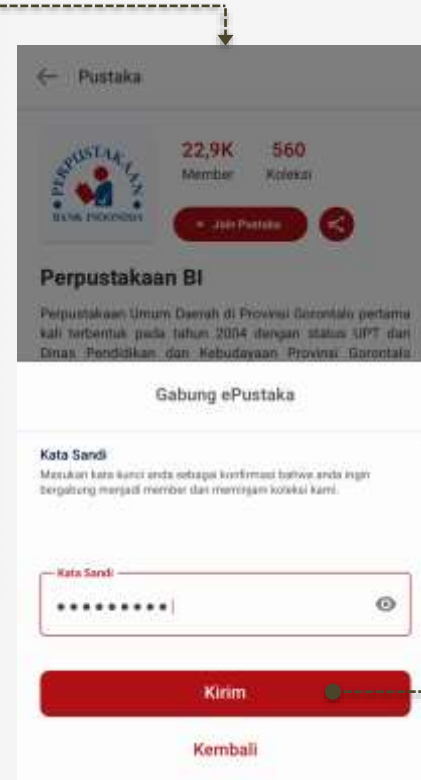 Pustaka
PERPUSTAKAAN
BANK INDONESIA
22,9K 560
Member Koleksi
+ Join Pustaka
Perpustakaan BI
Perpustakaan Umum Daerah di Provinsi Gorontalo pertama
kali terbentuk pada tahun 2004 dengan status UPT dan
Dinas Pendidikan dan Kebudayaan Provinsi Gorontalo
Gabung ePustaka
Kata Sandi
Masukan kata kunci anda sebagai konfirmasi bahwa anda ingin
bergabung menjadi member dan meminjam koleksi kami.
Kata Sandi
Kirim
Kembali